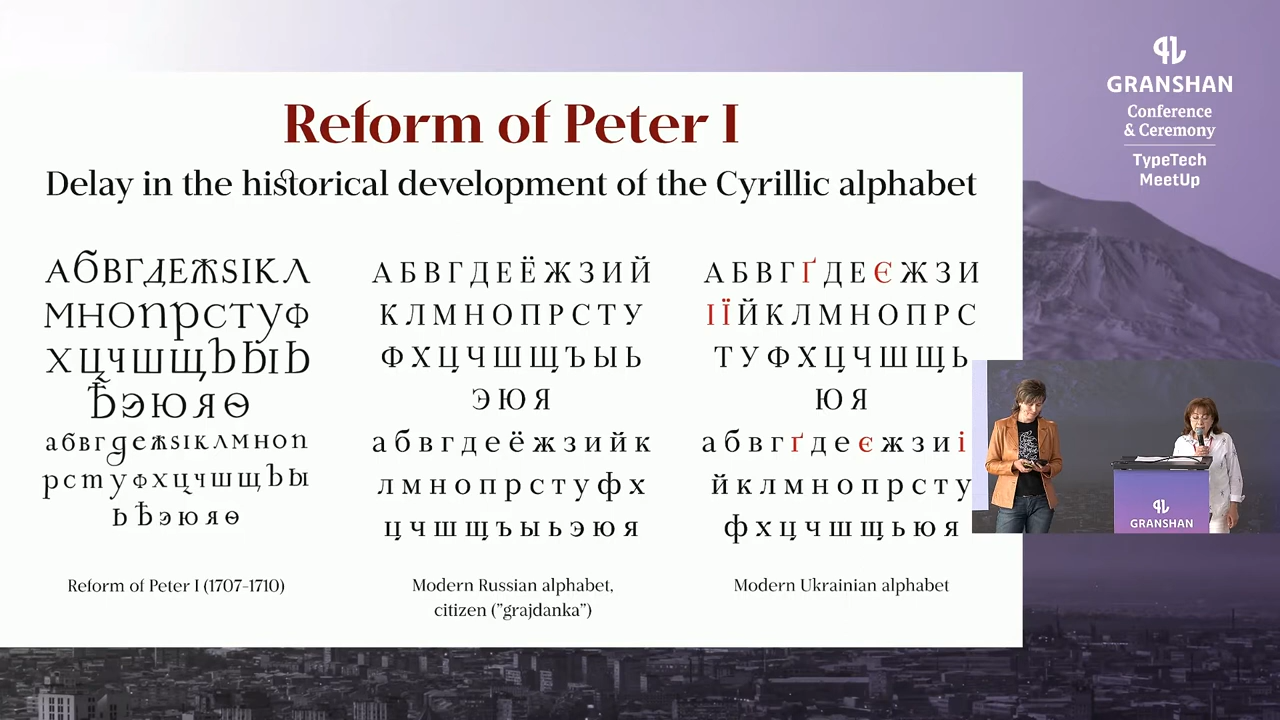 Reform of Peter I
Delay in the historical development of the Cyrillic alphabet
АбВГДЕЖЅІКЛ
МНОпрсТуФ
ХЦЧШЩЪЫЬ
ѢЭЮЯѲ
абвгдежѕіклмноп
рстуфхцчшщъы
ьѣэюяѳ
Reform of Peter I (1707-1710)
А Б В Г Д Е Ё Ж З И Й
К Л М Н О П Р С Т У
Ф Х Ц Ч Ш Щ Ъ Ы Ь
Э Ю Я
а б в г д е ё ж з и й к
л м н о п р с т у ф х
ц ч ш щ ъ ы ь э ю я
Modern Russian alphabet,
citizen ("grajdanka")
А Б В Г Ґ Д Е Є Ж З И
І Ї Й К Л М Н О П Р С
Т У Ф Х Ц Ч Ш Щ Ь
Ю Я
а б в г ґ д е є ж з и і
й к л м н о п р с т у
ф х ц ч ш щ ь ю я
Modern Ukrainian alphabet
GRANSHAN
Conference
& Ceremony
TypeTech
MeetUp
GRANSHAN